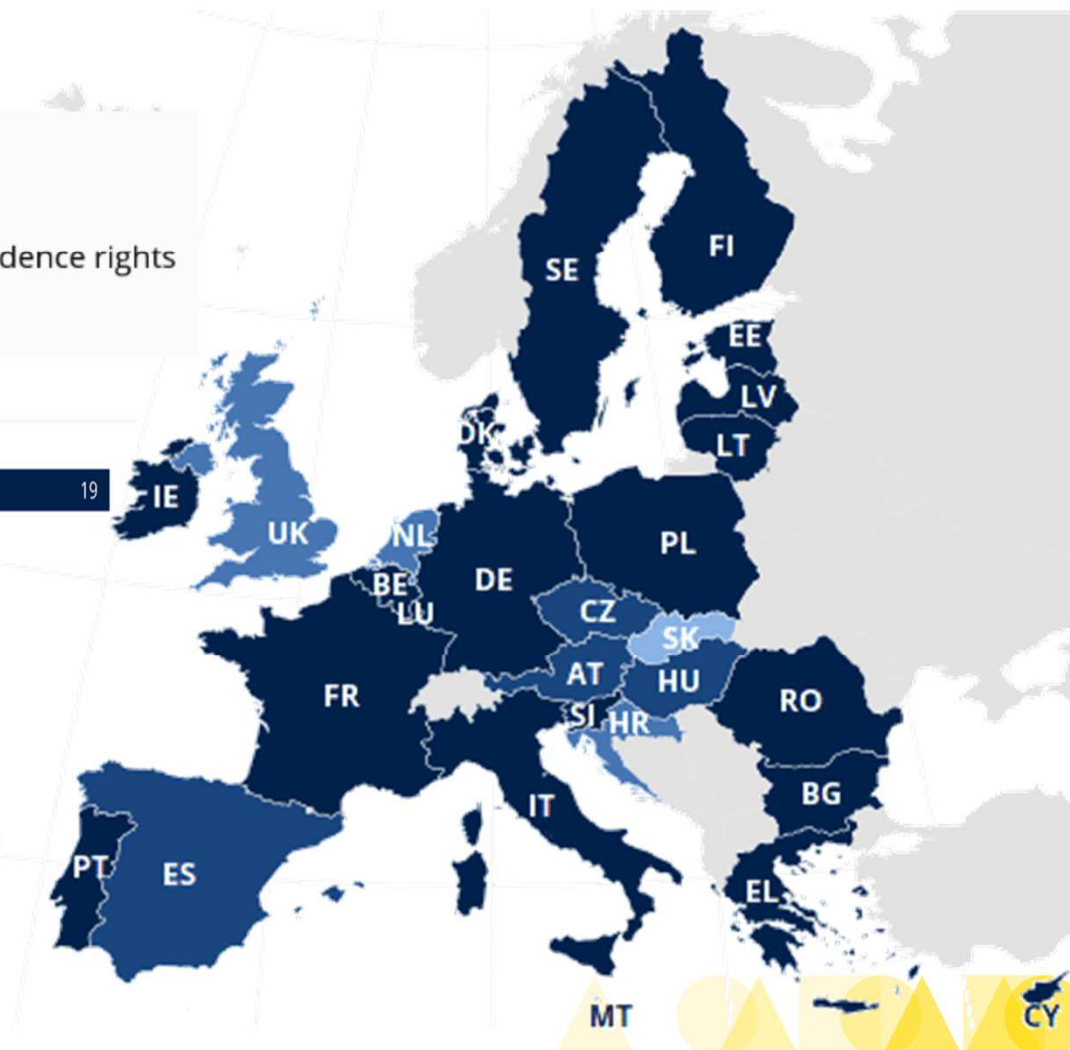 dence rights
19
SE
FI
EE
LV
LT
DK
IE
UK
NL
BE
LU
DE
PL
CZ
SK
AT
HU
FR
SI
HR
RO
IT
BG
PT
ES
EL
MT
CY